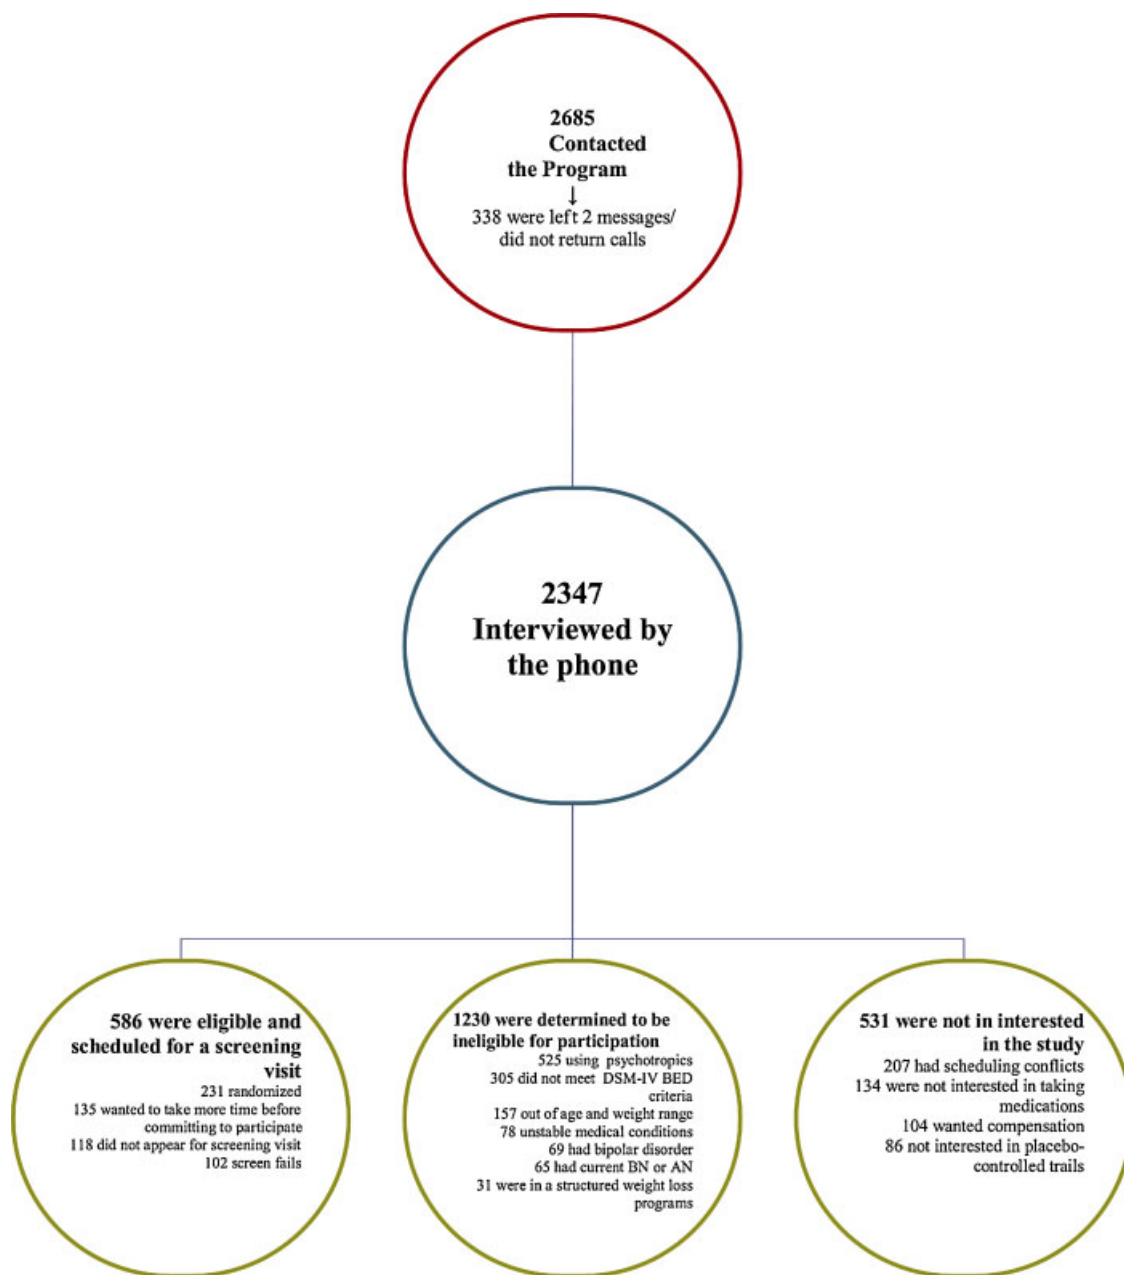 2685
Contacted
the Program
↓
338 were left 2 messages/
did not return calls
2347
Interviewed by
the phone
586 were eligible and
scheduled for a screening
visit
231 randomized
135 wanted to take more time before
committing to participate
118 did not appear for screening visit
102 screen fails
1230 were determined to be
ineligible for participation
525 using psychotropics
305 did not meet DSM-IV BED
criteria
157 out of age and weight range
78 unstable medical conditions
69 had bipolar disorder
65 had current BN or AN
31 were in a structured weight loss
programs
531 were not in interested
in the study
207 had scheduling conflicts
134 were not interested in taking
medications
104 wanted compensation
86 not interested in placebo-
controlled trails